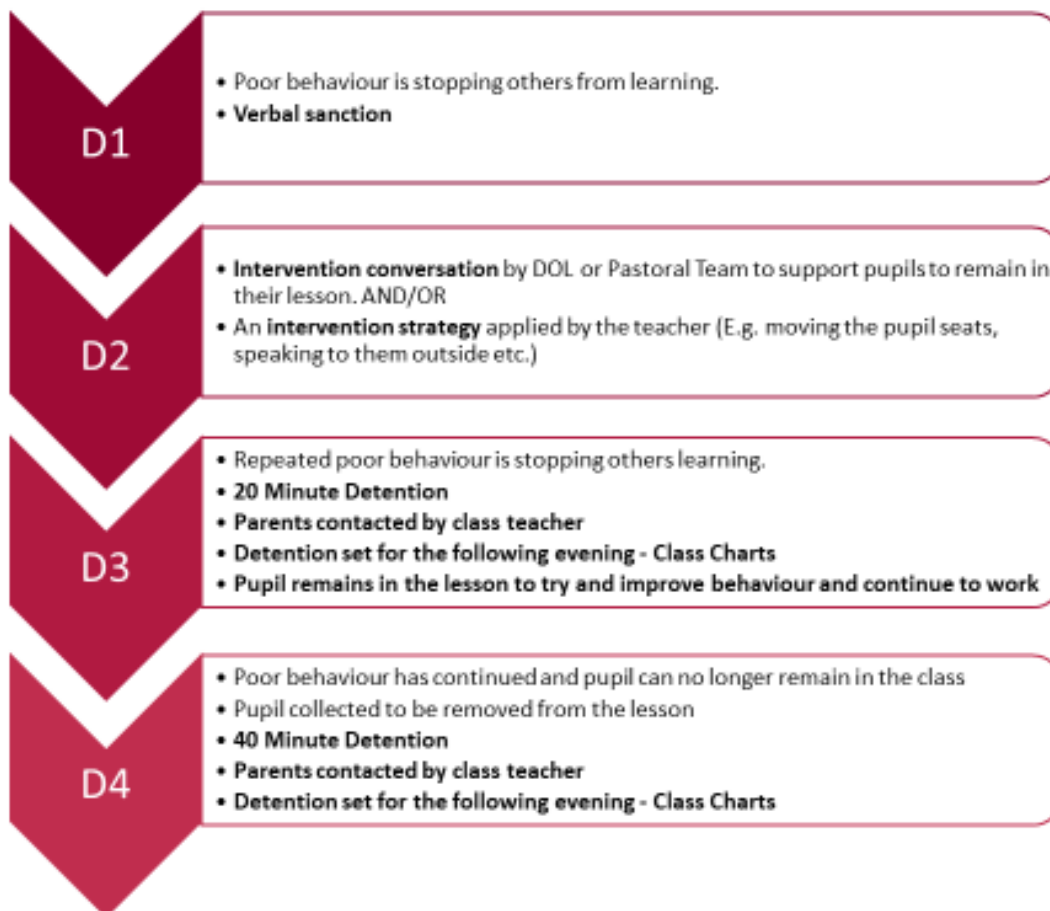 D1
• Poor behaviour is stopping others from learning.
• Verbal sanction
D2
• Intervention conversation by DOL or Pastoral Team to support pupils to remain in
their lesson. AND/OR
• An intervention strategy applied by the teacher (E.g. moving the pupil seats,
speaking to them outside etc.)
D3
• Repeated poor behaviour is stopping others learning.
• 20 Minute Detention
• Parents contacted by class teacher
• Detention set for the following evening - Class Charts
• Pupil remains in the lesson to try and improve behaviour and continue to work
D4
• Poor behaviour has continued and pupil can no longer remain in the class
• Pupil collected to be removed from the lesson
• 40 Minute Detention
• Parents contacted by class teacher
• Detention set for the following evening - Class Charts